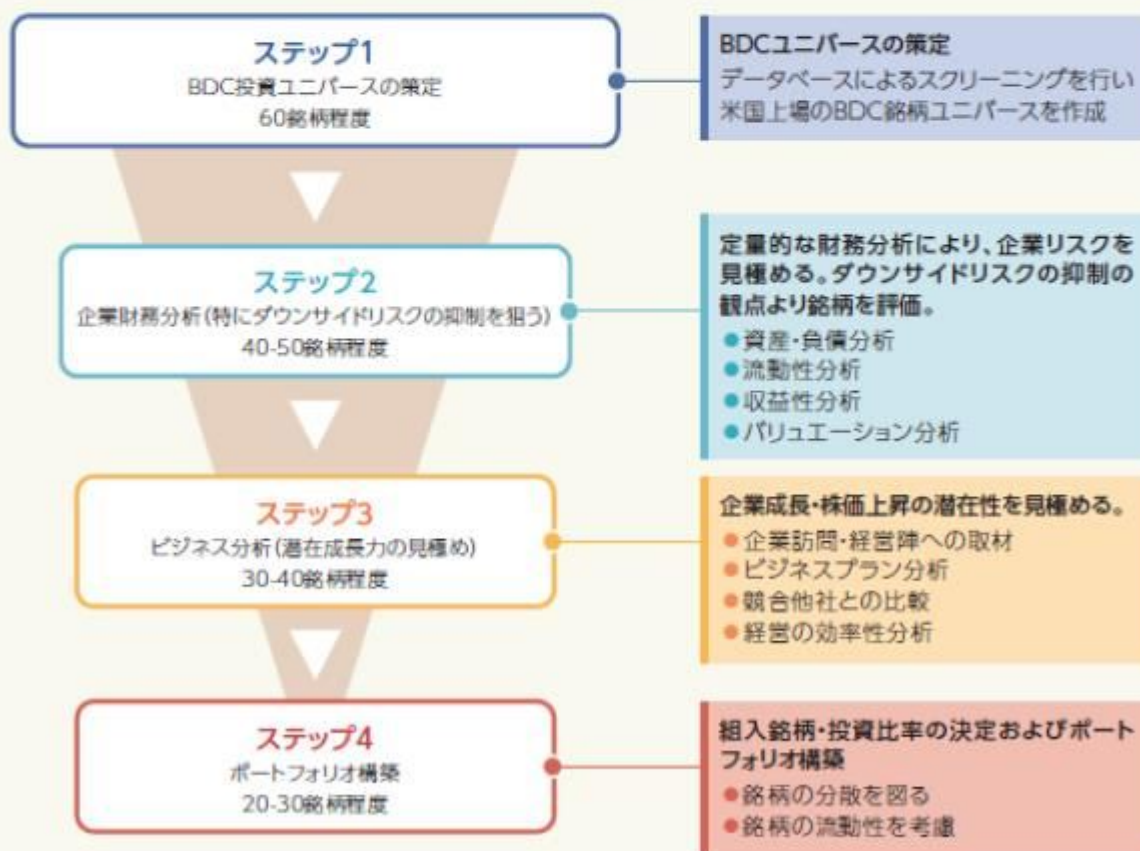 ステップ1
BDC投資ユニバースの策定
60銘柄程度
BDCユニバースの策定
データベースによるスクリーニングを行い
米国上場のBDC銘柄ユニバースを作成
ステップ2
企業財務分析(特にダウンサイドリスクの抑制を狙う)
40-50銘柄程度
定量的な財務分析により、企業リスクを
見極める。ダウンサイドリスクの抑制の
観点より銘柄を評価。
●資産・負債分析
●流動性分析
●収益性分析
●バリュエーション分析
ステップ3
ビジネス分析(潜在成長力の見極め)
30-40銘柄程度
企業成長・株価上昇の潜在性を見極める。
●企業訪問・経営陣への取材
●ビジネスプラン分析
●競合他社との比較
●経営の効率性分析
ステップ4
ポートフォリオ構築
20-30銘柄程度
組入銘柄・投資比率の決定およびポート
フォリオ構築
●銘柄の分散を図る
●銘柄の流動性を考慮